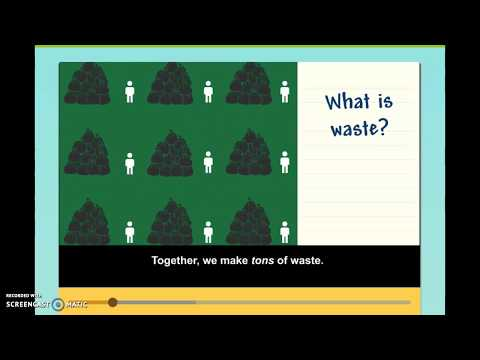 What is
waste?
Together, we make tons of waste.
RECORDED WITH
SCREENCAST MATIC